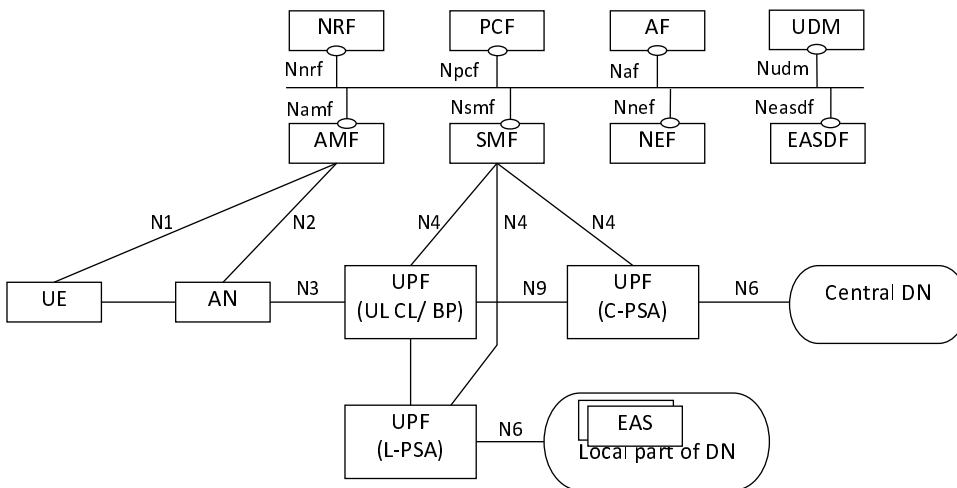 NRF
PCF
AF
UDM
Nnrf
Npcf
Naf
Nudm
Namf
Nsmf
Nnef
Neasdf
AMF
SMF
NEF
EASDF
N1
N2
N4
N4
N4
UE
AN
N3
UPF
(UL CL/ BP)
N9
UPF
(C-PSA)
N6
Central DN
UPF
(L-PSA)
N6
EAS
Local part of DN